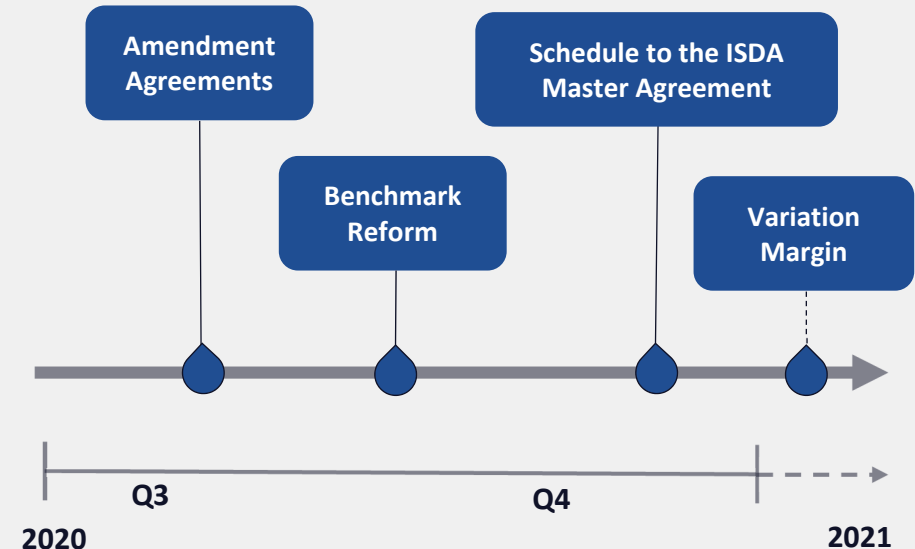 Amendment
Agreements
Schedule to the ISDA
Master Agreement
Benchmark
Reform
Variation
Margin
Q3
Q4
2020
2021